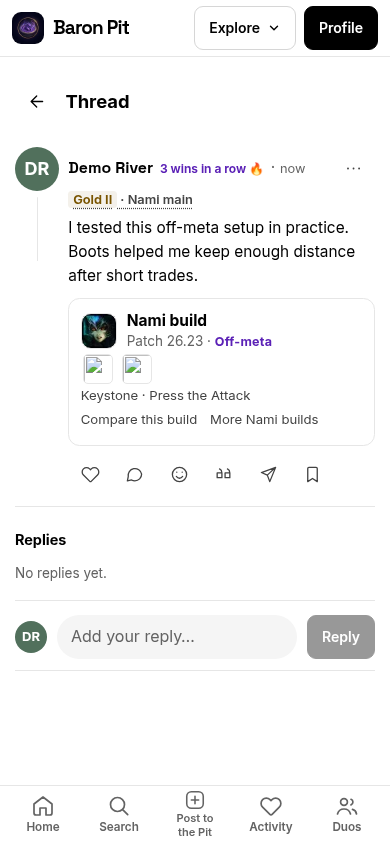 Baron Pit
Explore
Profile
Thread
DR
Demo River 3 wins in a row 🔥 · now
Gold II · Nami main
I tested this off-meta setup in practice.
Boots helped me keep enough distance
after short trades.
Nami build
Patch 26.23 · Off-meta
Keystone · Press the Attack
Compare this build More Nami builds
Replies
No replies yet.
DR
Add your reply...
Reply
Home
Search
Post to
the Pit
Activity
Duos